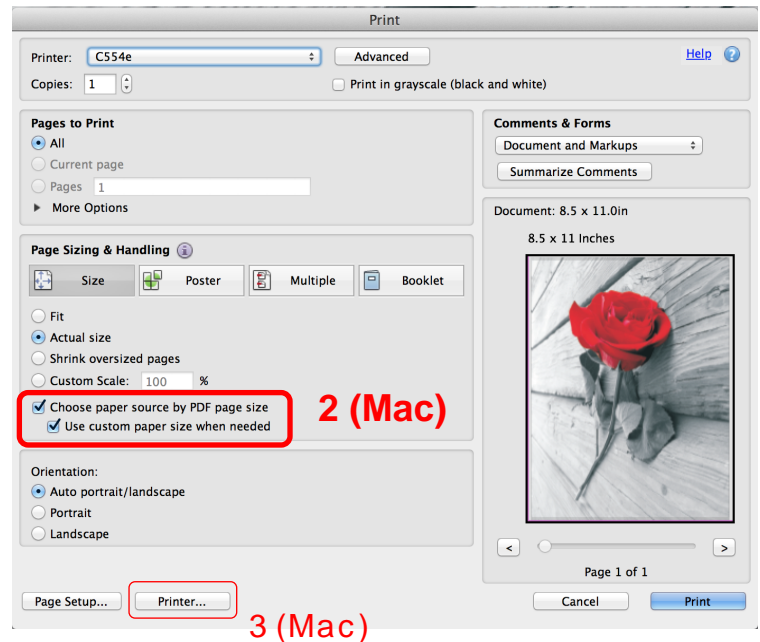 Print
Printer: C554e Advanced Help ?
Copies: 1 Print in grayscale (black and white)
Pages to Print
All
Current page
Pages 1
More Options
Comments & Forms
Document and Markups
Summarize Comments
Document: 8.5 x 11.0in
8.5 x 11 Inches
Page Sizing & Handling i
Size Poster Multiple Booklet
Fit
Actual size
Shrink oversized pages
Custom Scale: 100 %
Choose paper source by PDF page size
Use custom paper size when needed
2 (Mac)
Orientation:
Auto portrait/landscape
Portrait
Landscape
< >
Page 1 of 1
Page Setup... Printer... Cancel Print
3 (Mac)